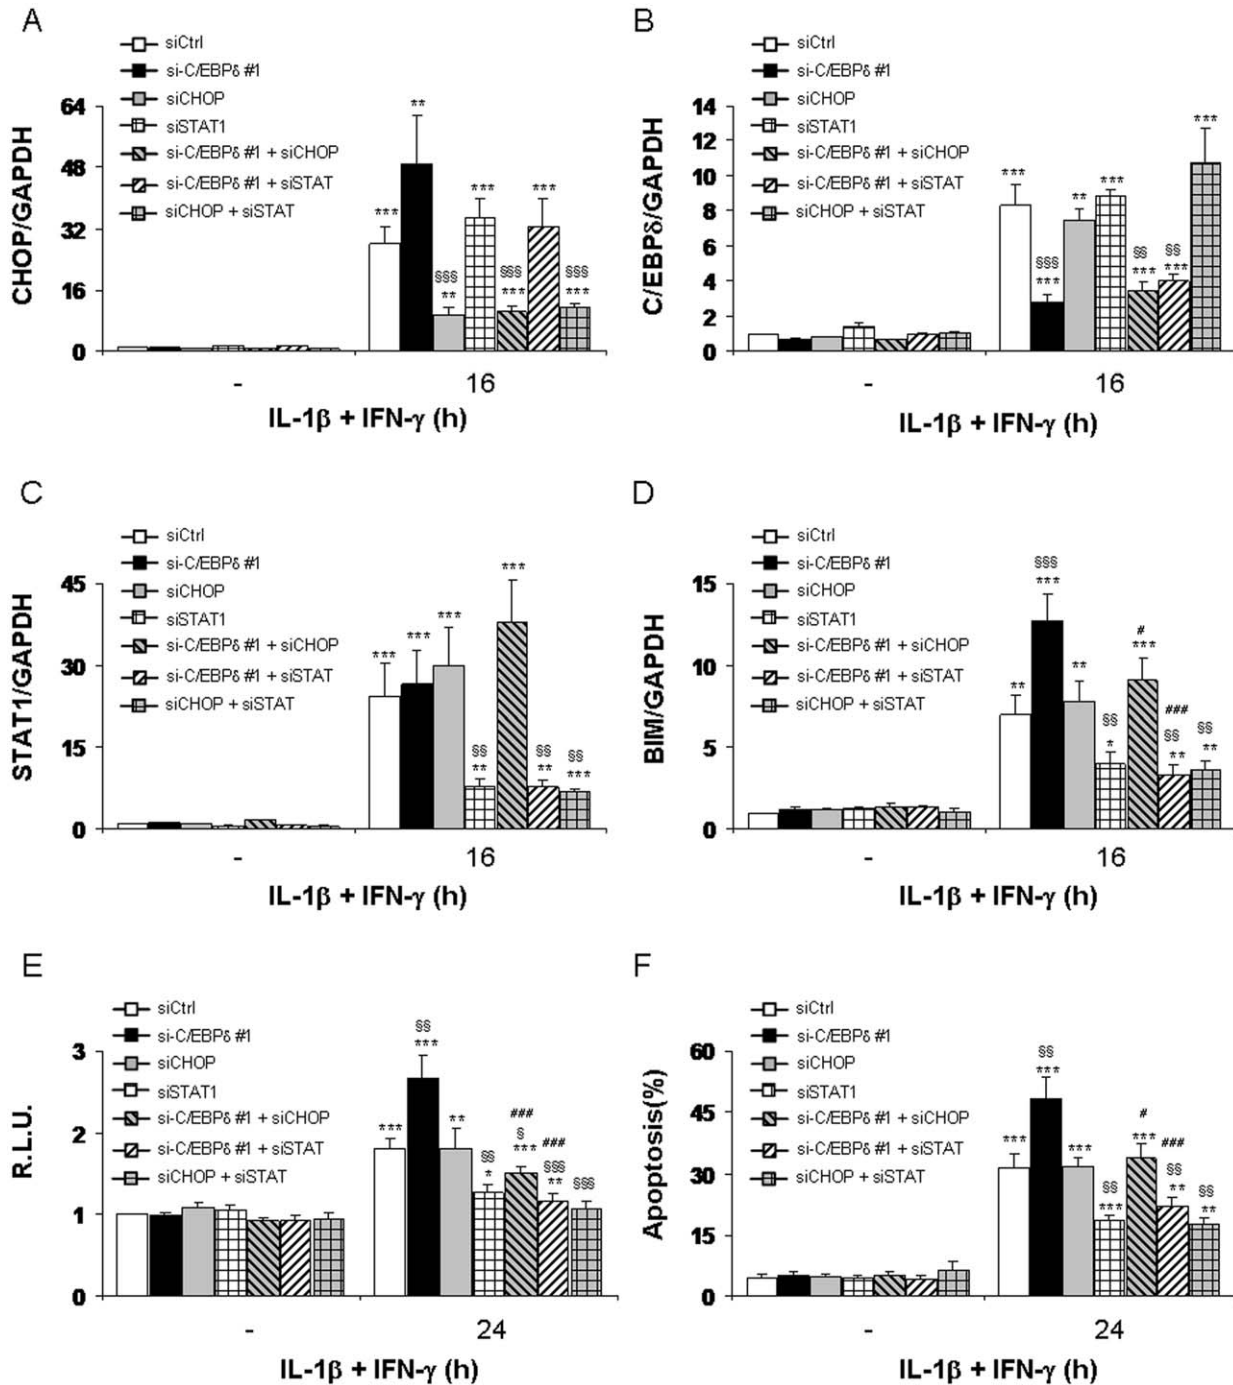 A
siCtrl
si-C/EBPδ #1
siCHOP
siSTAT1
si-C/EBPδ #1 + siCHOP
si-C/EBPδ #1 + siSTAT
siCHOP + siSTAT
CHOP/GAPDH
64
48
32
16
0
***
**
§§§
**
***
§§§
***
***
§§§
***
-
16
IL-1β + IFN-γ (h)
B
siCtrl
si-C/EBPδ #1
siCHOP
siSTAT1
si-C/EBPδ #1 + siCHOP
si-C/EBPδ #1 + siSTAT
siCHOP + siSTAT
C/EBPδ/GAPDH
14
12
10
8
6
4
2
0
***
§§§
***
**
***
§§
***
§§
***
***
-
16
IL-1β + IFN-γ (h)
C
siCtrl
si-C/EBPδ #1
siCHOP
siSTAT1
si-C/EBPδ #1 + siCHOP
si-C/EBPδ #1 + siSTAT
siCHOP + siSTAT
STAT1/GAPDH
45
30
15
0
***
***
***
§§
**
***
§§
**
§§
***
-
16
IL-1β + IFN-γ (h)
D
siCtrl
si-C/EBPδ #1
siCHOP
siSTAT1
si-C/EBPδ #1 + siCHOP
si-C/EBPδ #1 + siSTAT
siCHOP + siSTAT
BIM/GAPDH
15
10
5
0
**
§§§
***
**
§§
*
#
***
###
§§
**
§§
**
-
16
IL-1β + IFN-γ (h)
E
siCtrl
si-C/EBPδ #1
siCHOP
siSTAT1
si-C/EBPδ #1 + siCHOP
si-C/EBPδ #1 + siSTAT
siCHOP + siSTAT
R.L.U.
3
2
1
0
***
§§
***
**
§§
*
###
§
***
###
§§§
**
§§§
-
24
IL-1β + IFN-γ (h)
F
siCtrl
si-C/EBPδ #1
siCHOP
siSTAT1
si-C/EBPδ #1 + siCHOP
si-C/EBPδ #1 + siSTAT
siCHOP + siSTAT
Apoptosis(%)
60
45
30
15
0
***
§§
***
***
§§
***
#
***
###
§§
**
§§
**
-
24
IL-1β + IFN-γ (h)